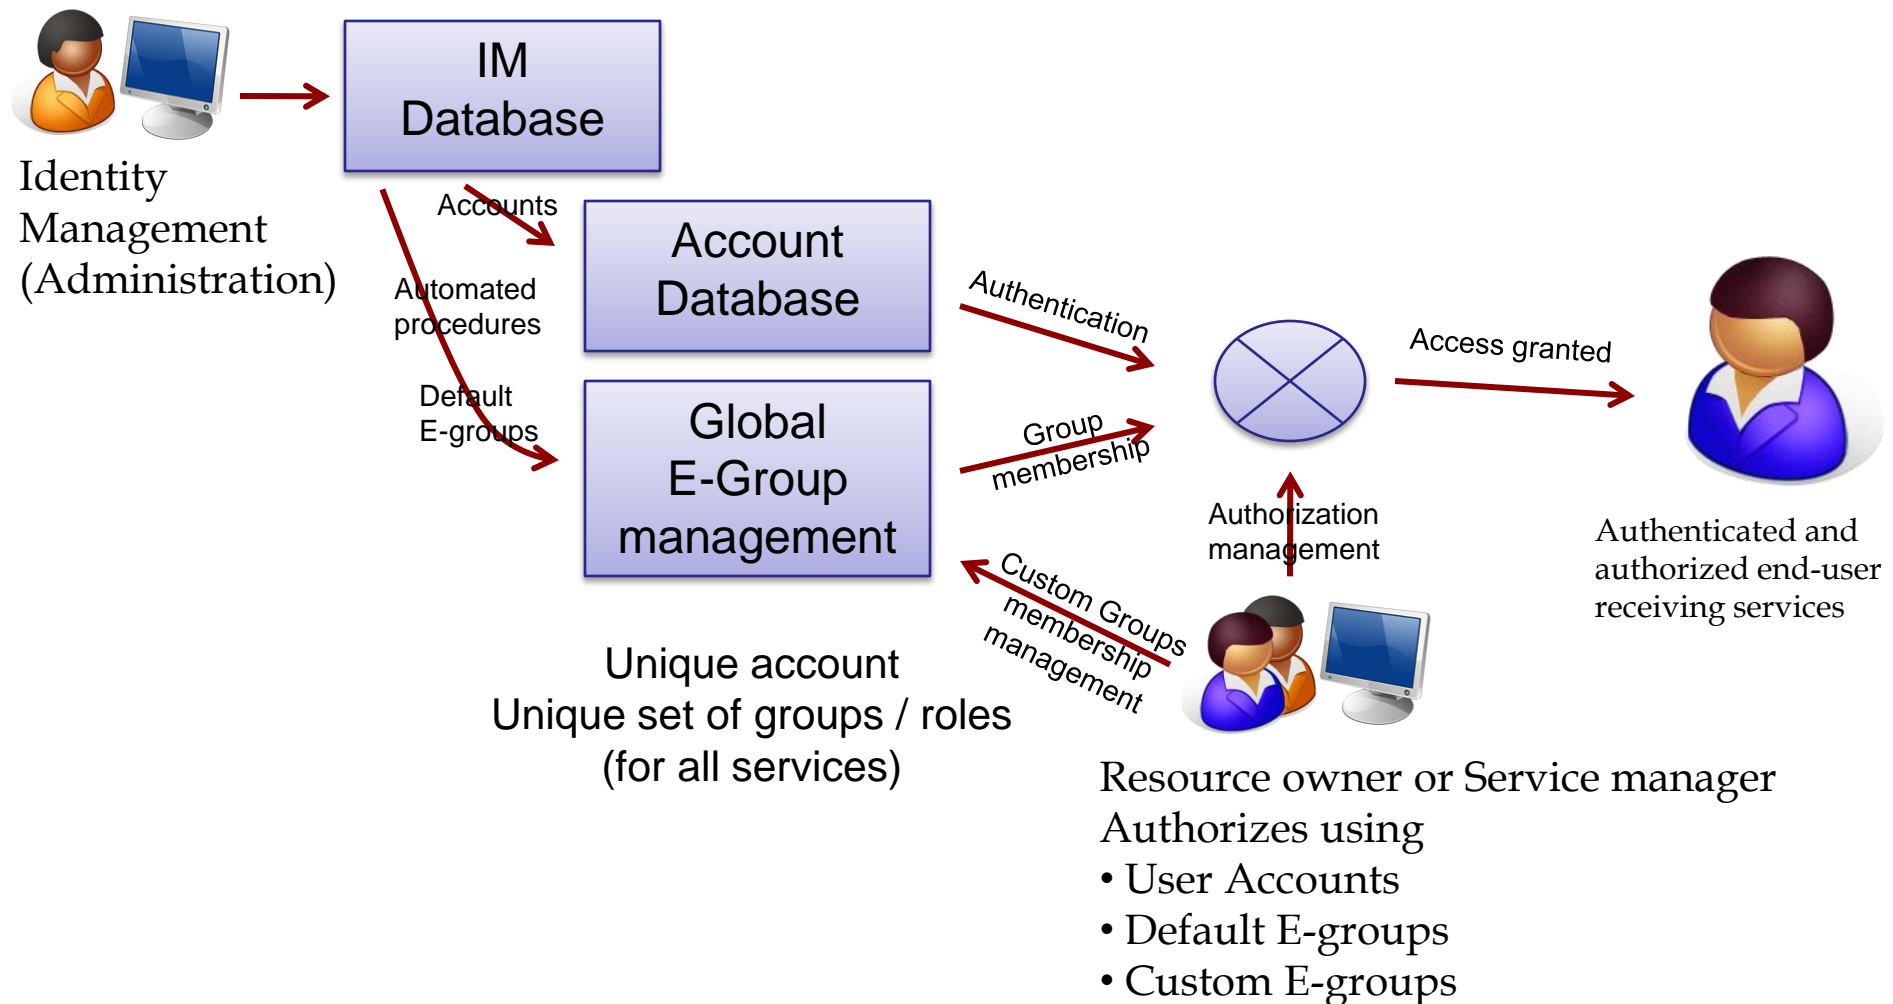 IM
Database
Identity
Management
(Administration)
Accounts
Account
Database
Automated
procedures
Default
E-groups
Global
E-Group
management
Authentication
Group
membership
Access granted
Authorization
management
Custom Groups
membership
management
Authenticated and
authorized end-user
receiving services
Unique account
Unique set of groups / roles
(for all services)
Resource owner or Service manager
Authorizes using
• User Accounts
• Default E-groups
• Custom E-groups